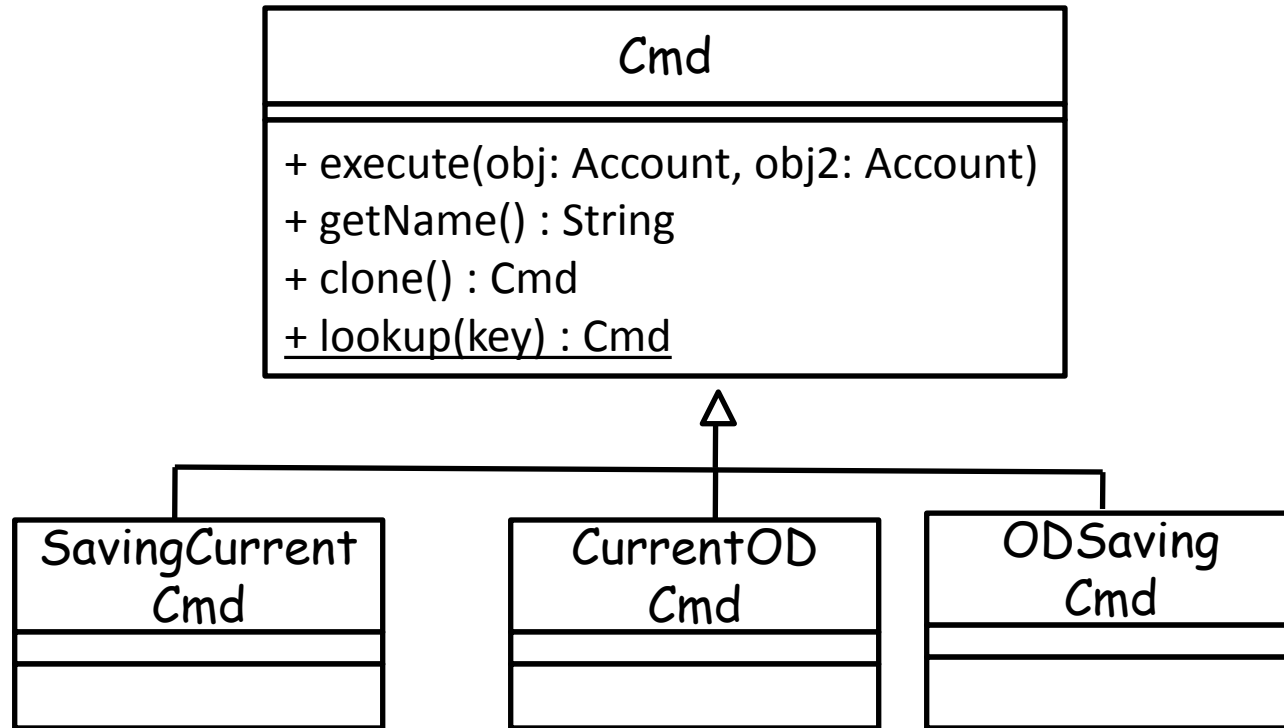 Cmd
+ execute(obj: Account, obj2: Account)
+ getName() : String
+ clone() : Cmd
+ lookup(key) : Cmd
SavingCurrent
Cmd
CurrentOD
Cmd
ODSaving
Cmd